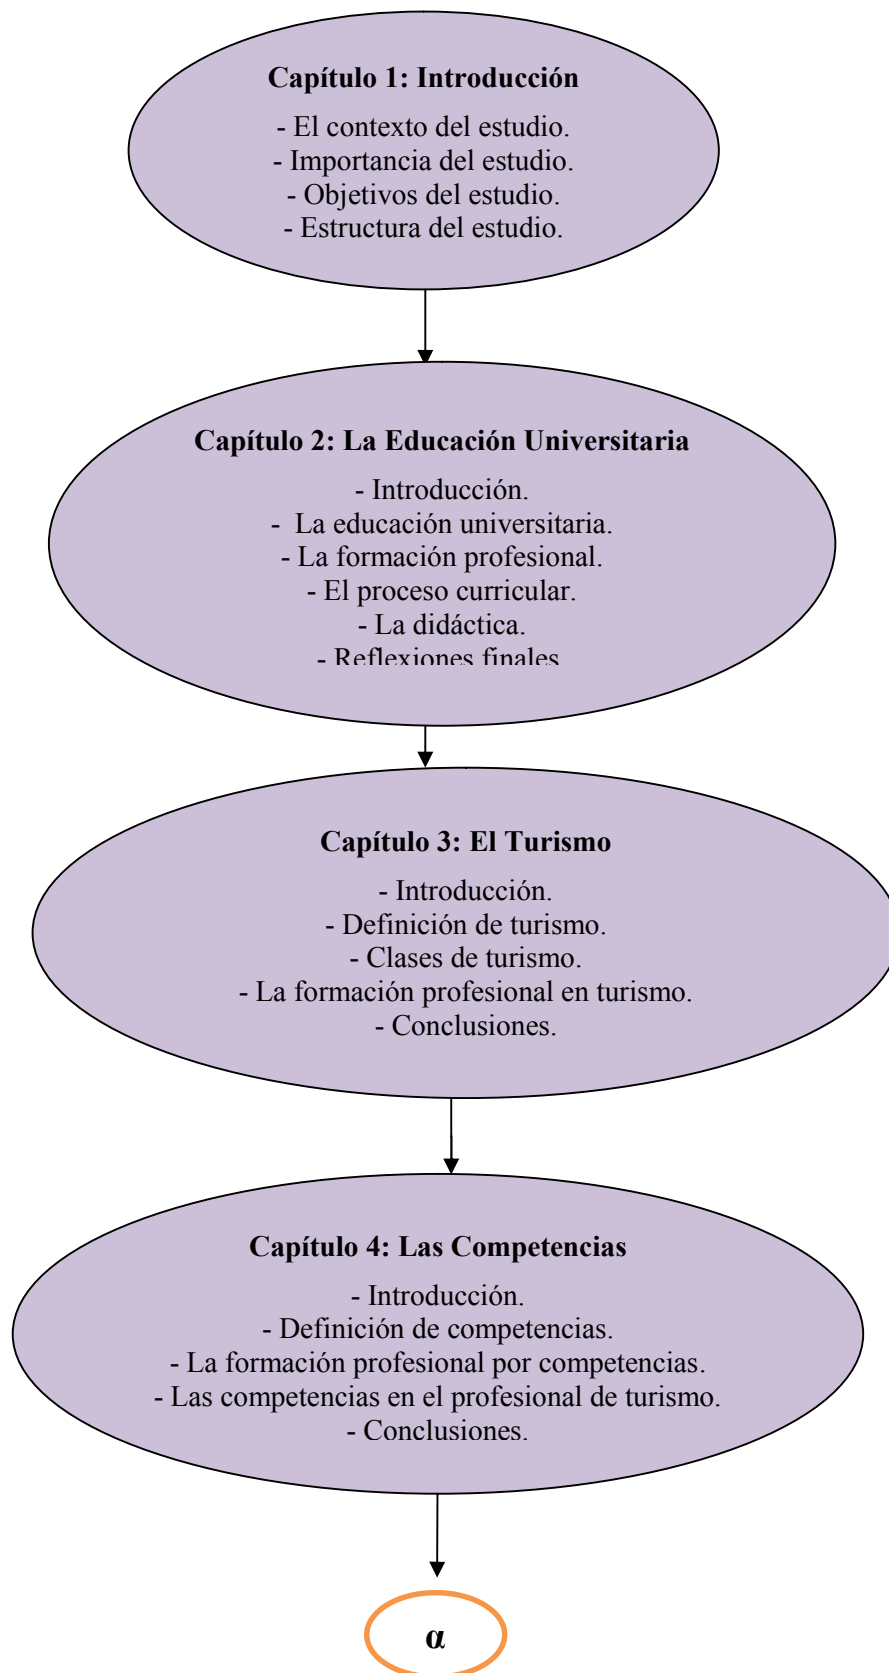 Capítulo 1: Introducción
- El contexto del estudio.
- Importancia del estudio.
- Objetivos del estudio.
- Estructura del estudio.
Capítulo 2: La Educación Universitaria
- Introducción.
-  La educación universitaria.
- La formación profesional.
- El proceso curricular.
- La didáctica.
- Reflexiones finales
Capítulo 3: El Turismo
- Introducción.
- Definición de turismo.
- Clases de turismo.
- La formación profesional en turismo.
- Conclusiones.
Capítulo 4: Las Competencias
- Introducción.
- Definición de competencias.
- La formación profesional por competencias.
- Las competencias en el profesional de turismo.
- Conclusiones.
α